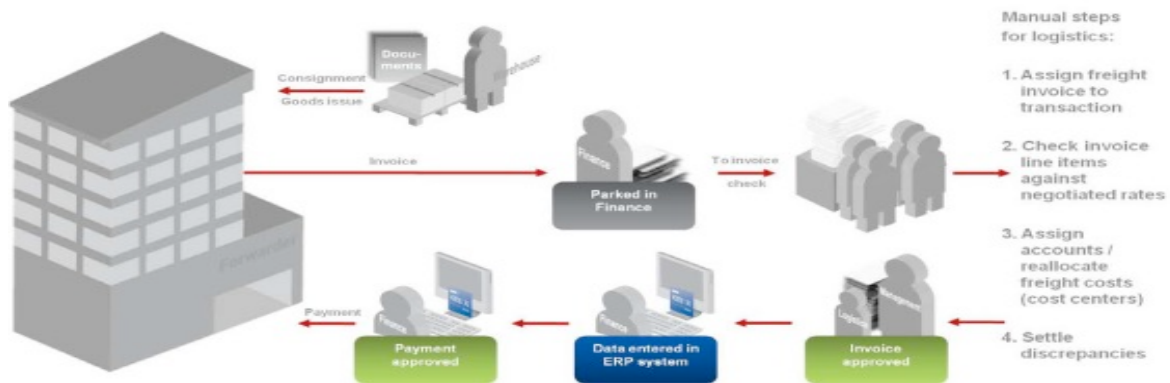 Docu-
ments
Warehouse
Consignment
Goods issue
Invoice
Finance
Parked in
Finance
To invoice
check
Manual steps
for logistics:
1. Assign freight
invoice to
transaction
2. Check invoice
line items
against
negotiated rates
3. Assign
accounts /
reallocate
freight costs
(cost centers)
4. Settle
discrepancies
Forwarder
Payment
Finance
Payment
approved
Finance
Data entered in
ERP system
Logistics
Management
Invoice
approved